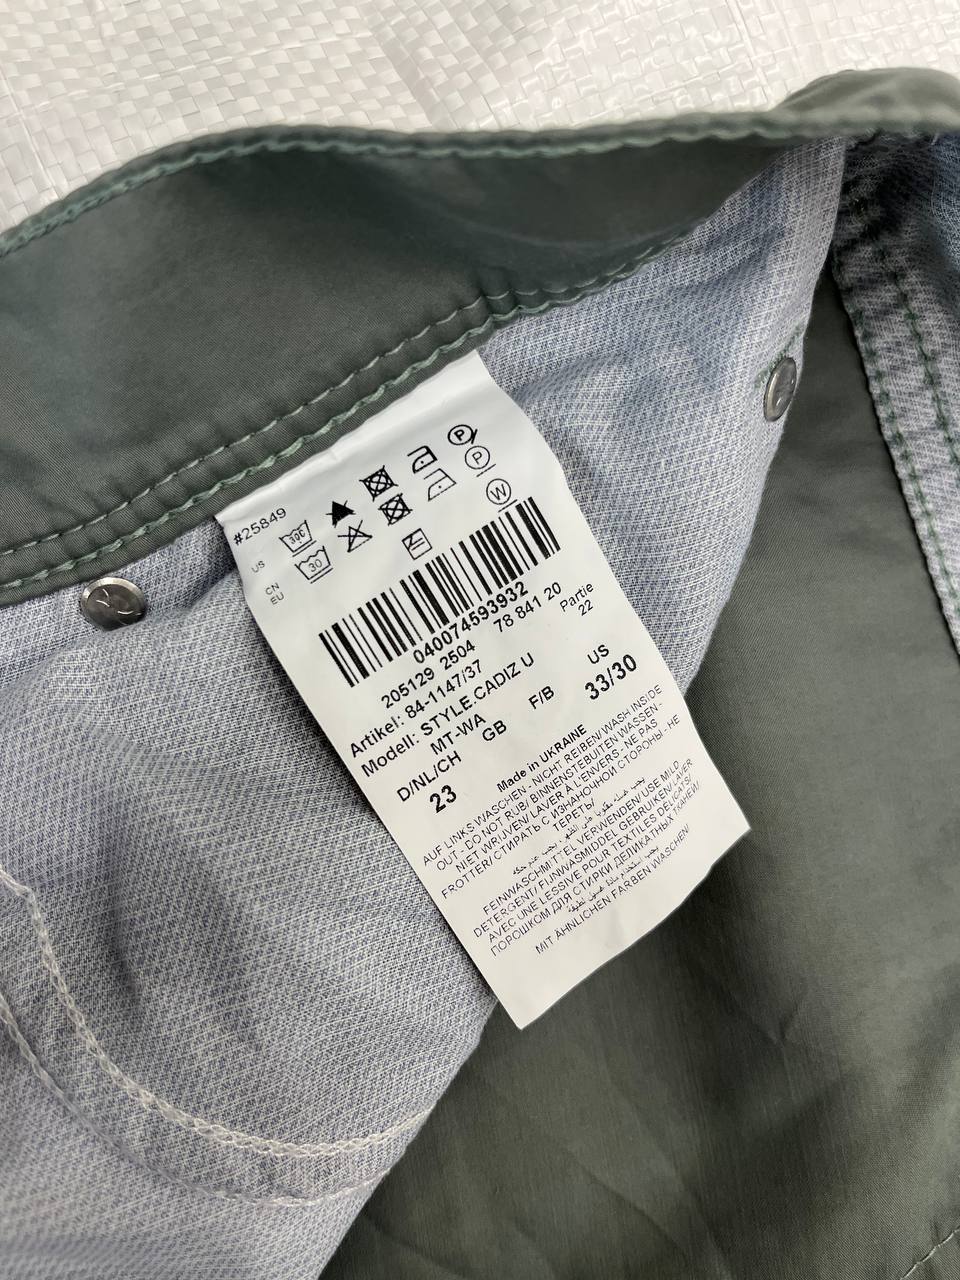 #25849
US
CN
EU
30C
30
P
P
W
040074593932
205129 2504 78 841 20
Artikel: 84-1147/37 Partie
Modell: STYLE.CADIZ U 22
MT-WA
D/NL/CH GB F/B US
23 33/30
Made in UKRAINE
AUF LINKS WASCHEN - NICHT REIBEN/WASH INSIDE
OUT - DO NOT RUB/ BINNENSTEBUITEN WASSEN -
NIET WRIJVEN/ LAVER A L'ENVERS - NE PAS
FROTTER/ СТИРАТЬ С ИЗНАНОЧНОЙ СТОРОНЫ - НЕ
ТЕРЕТЬ/
FEINWASCHMITTEL VERWENDEN/USE MILD
DETERGENT/ FIJNWASMIDDEL GEBRUIKEN/LAVER
AVEC UNE LESSIVE POUR TEXTILES DELICATS/
ПОРОШКОМ ДЛЯ СТИРКИ ДЕЛИКАТНЫХ ТКАНЕЙ/
MIT ÄHNLICHEN FARBEN WASCHEN/